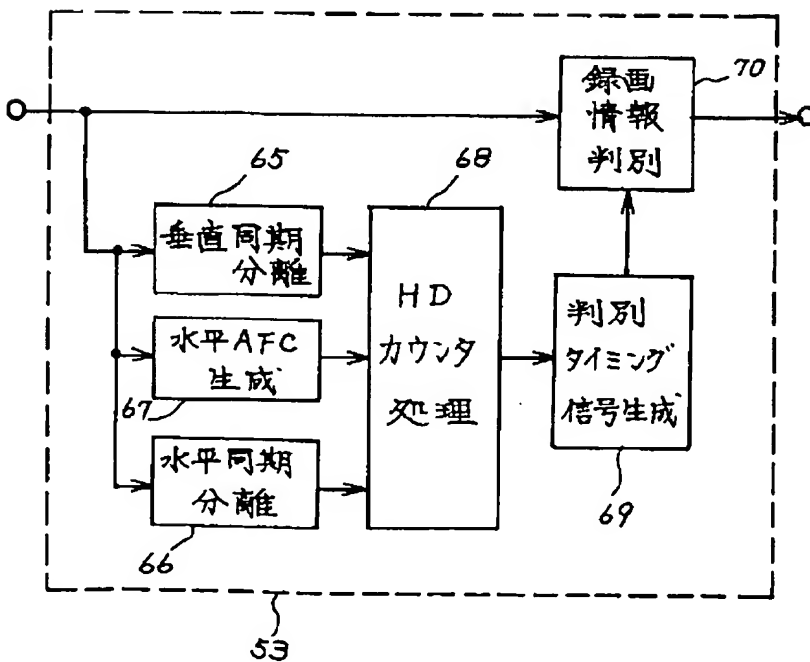 録画
情報
判別
70
65
垂直同期
分離
68
HD
カウンタ
処理
水平AFC
生成
67
判別
タイミング
信号生成
69
水平同期
分離
66
53